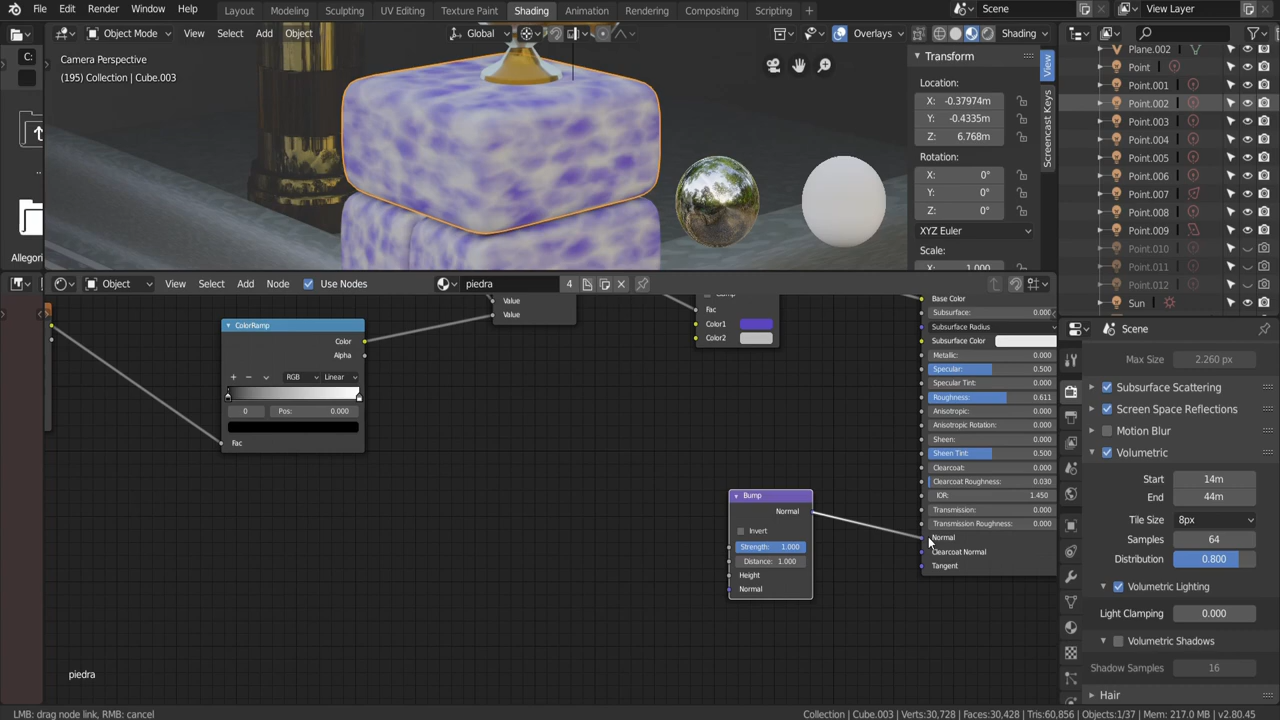 File Edit Render Window Help Layout Modeling Sculpting UV Editing Texture Paint Shading Animation Rendering Compositing Scripting + Scene View Layer
Object Mode View Select Add Object Global Overlays Shading
Camera Perspective
(195) Collection | Cube.003
C:
..
Allegori
Transform
Location:
X: -0.37974m
Y: -0.4335m
Z: 6.768m
Rotation:
X: 0°
Y: 0°
Z: 0°
XYZ Euler
Scale:
X: 1.000
View
Screencast Keys
Plane.002
Point
Point.001
Point.002
Point.003
Point.004
Point.005
Point.006
Point.007
Point.008
Point.009
Point.010
Point.011
Point.012
Sun
Object View Select Add Node Use Nodes piedra 4
Value
Value
ColorRamp
Color
Alpha
RGB Linear
0 Pos: 0.000
Fac
Fac
Color1
Color2
Bump
Normal
Invert
Strength: 1.000
Distance: 1.000
Height
Normal
Base Color
Subsurface: 0.000
Subsurface Radius
Subsurface Color
Metallic: 0.000
Specular: 0.500
Specular Tint: 0.000
Roughness: 0.611
Anisotropic: 0.000
Anisotropic Rotation: 0.000
Sheen: 0.000
Sheen Tint: 0.500
Clearcoat: 0.000
Clearcoat Roughness: 0.030
IOR: 1.450
Transmission: 0.000
Transmission Roughness: 0.000
Normal
Clearcoat Normal
Tangent
piedra
Scene
Max Size 2.260 px
Subsurface Scattering
Screen Space Reflections
Motion Blur
Volumetric
Start 14m
End 44m
Tile Size 8px
Samples 64
Distribution 0.800
Volumetric Lighting
Light Clamping 0.000
Volumetric Shadows
Shadow Samples 16
Hair
LMB: drag node link, RMB: cancel
Collection | Cube.003 | Verts:30,728 | Faces:30,428 | Tris:60,856 | Objects:1/37 | Mem: 217.0 MB | v2.80.45